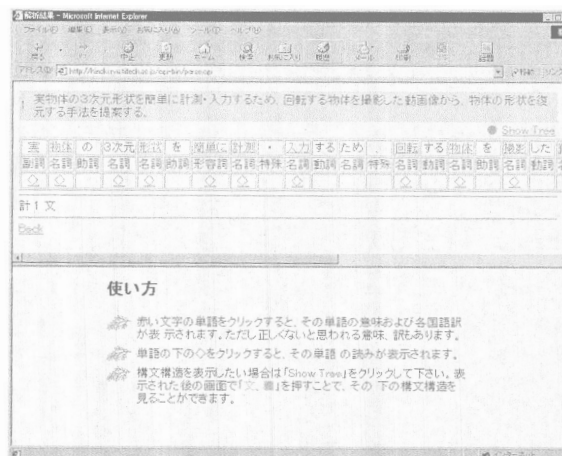 解析結果 - Microsoft Internet Explorer
ファイル(F) 編集(E) 表示(V) お気に入り(A) ツール(T) ヘルプ(H)
戻る 中止 更新 ホーム 検索 お気に入り 履歴 メール 印刷
アドレス(D)
実物体の3次元形状を簡単に計測・入力するため、回転する物体を撮影した動画像から、物体の形状を復
元する手法を提案する。
Show Tree
実 物体 の 3次元 形状 を 簡単に 計測 ・ 入力 する ため 、 回転 する 物体 を 撮影 した
副詞 名詞 助詞 名詞 名詞 助詞 形容詞 名詞 特殊 名詞 動詞 名詞 特殊 名詞 動詞 名詞 助詞 名詞 動詞
◇ ◇ ◇ ◇ ◇ ◇ ◇ ◇ ◇ ◇
計 1 文
Back
使い方
赤い文字の単語をクリックすると、その単語の意味および各国語訳
が表 示されます。ただし正しくないと思われる意味、訳もあります。
単語の下の◇をクリックすると、その単語 の読みが表示されます。
構文構造を表示したい場合は「Show Tree」をクリックして下さい。表
示された後の画面で「文、 」を押すことで、その 下の構文構造を
見ることができます。
インターネット